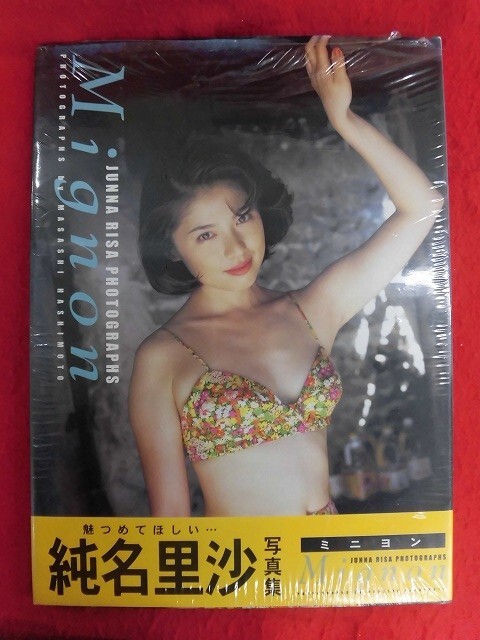 Mignon
JUNNA RISA PHOTOGRAPHS
PHOTOGRAPHS BY MASASHI HASHIMOTO
魅つめてほしい…
純名里沙
写真集
ミニヨン
JUNNA RISA PHOTOGRAPHS
Mignon